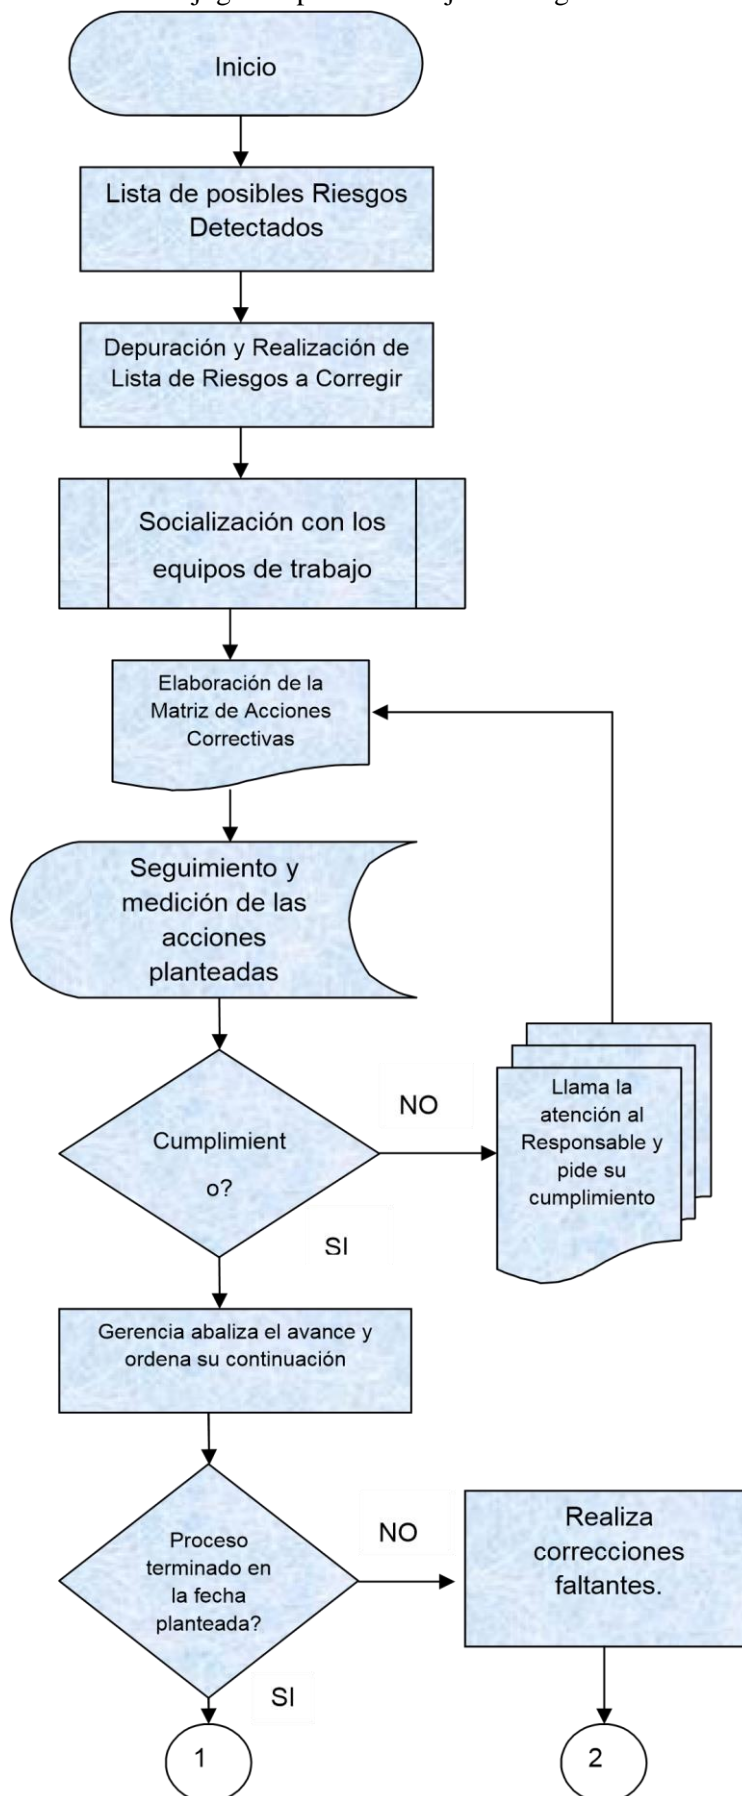 Inicio
Lista de posibles Riesgos
Detectados
Depuración y Realización de
Lista de Riesgos a Corregir
Socialización con los
equipos de trabajo
Elaboración de la
Matriz de Acciones
Correctivas
Seguimiento y
medición de las
acciones
planteadas
Cumplimient
o?
NO
Llama la
atención al
Responsable y
pide su
cumplimiento
SI
Gerencia abaliza el avance y
ordena su continuación
Proceso
terminado en
la fecha
planteada?
NO
Realiza
correcciones
faltantes.
SI
1
2